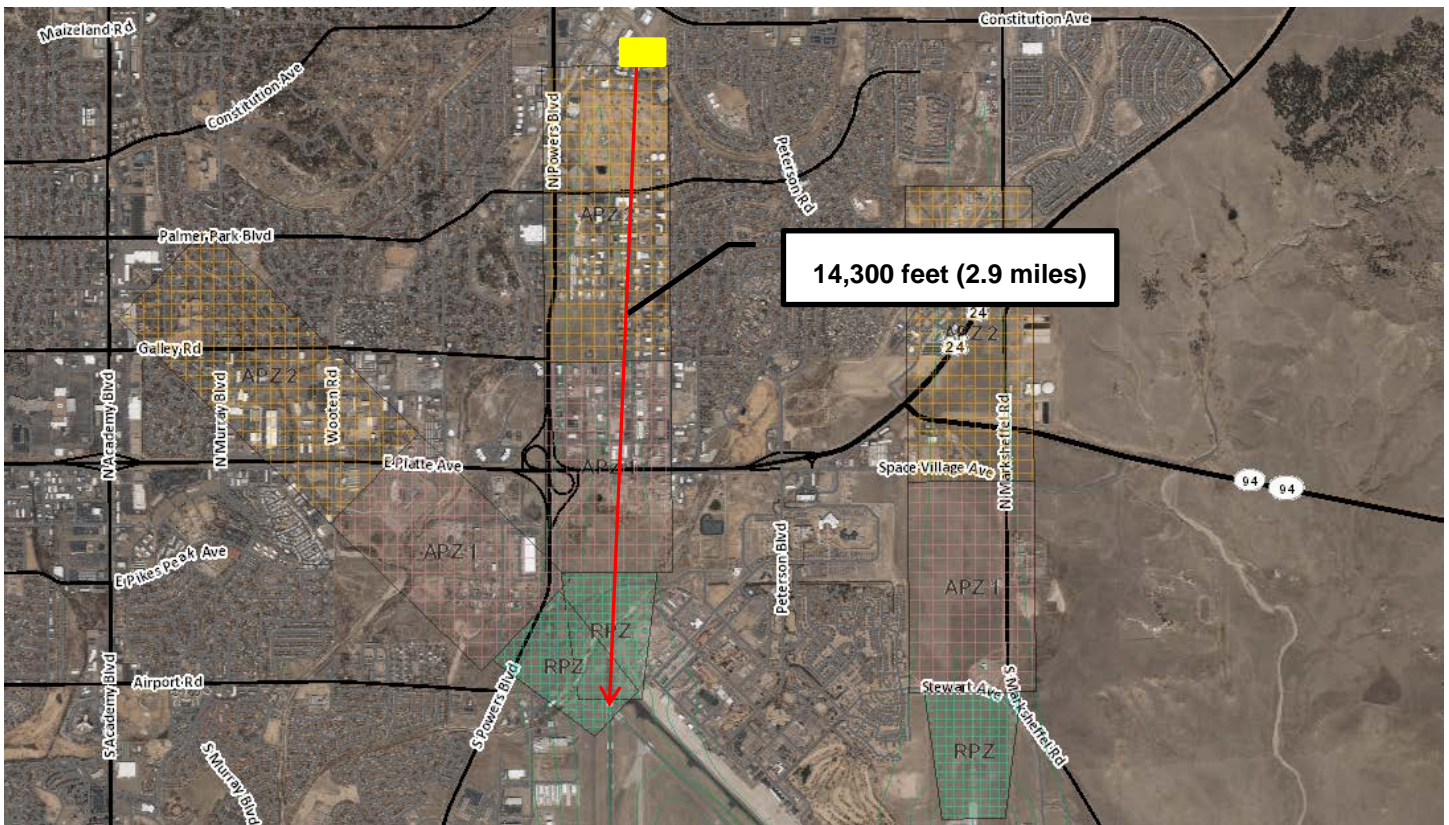 Maizeland Rd
Constitution Ave
Constitution Ave
N Powers Blvd
Peterson Rd
APZ 2
Palmer Park Blvd
14,300 feet (2.9 miles)
24
APZ 2
24
Galley Rd
APZ 2
N Academy Blvd
N Murray Blvd
Wooten Rd
N Marksheffel Rd
E Platte Ave
APZ 1
Space Village Ave
94
94
E Pikes Peak Ave
APZ 1
Peterson Blvd
APZ 1
RPZ
RPZ
S Academy Blvd
Airport Rd
S Powers Blvd
Stewart Ave
S Marksheffel Rd
RPZ
S Murray Blvd